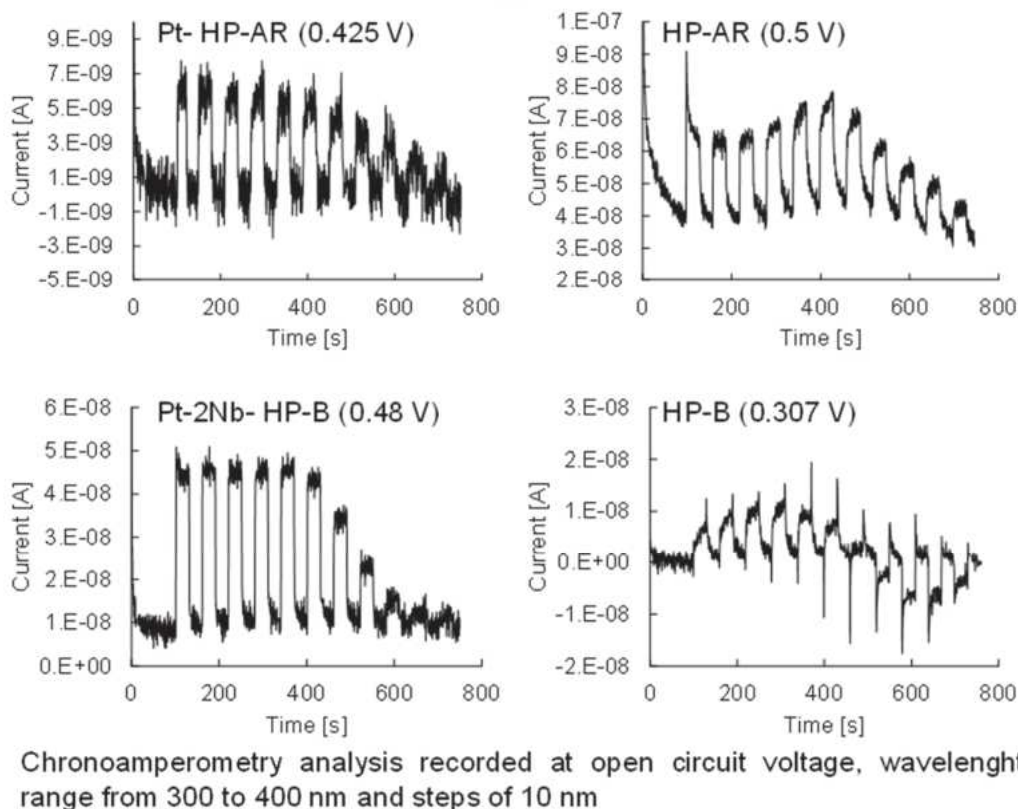 Pt- HP-AR (0.425 V)
9.E-09
7.E-09
5.E-09
3.E-09
1.E-09
-1.E-09
-3.E-09
-5.E-09
Current [A]
0 200 400 600 800
Time [s]
HP-AR (0.5 V)
1.E-07
9.E-08
8.E-08
7.E-08
6.E-08
5.E-08
4.E-08
3.E-08
2.E-08
Current [A]
0 200 400 600 800
Time [s]
Pt-2Nb- HP-B (0.48 V)
6.E-08
5.E-08
4.E-08
3.E-08
2.E-08
1.E-08
0.E+00
Current [A]
0 200 400 600 800
Time [s]
HP-B (0.307 V)
3.E-08
2.E-08
1.E-08
0.E+00
-1.E-08
-2.E-08
Current [A]
0 200 400 600 800
Time [s]
Chronoamperometry analysis recorded at open circuit voltage, wavelenght
range from 300 to 400 nm and steps of 10 nm